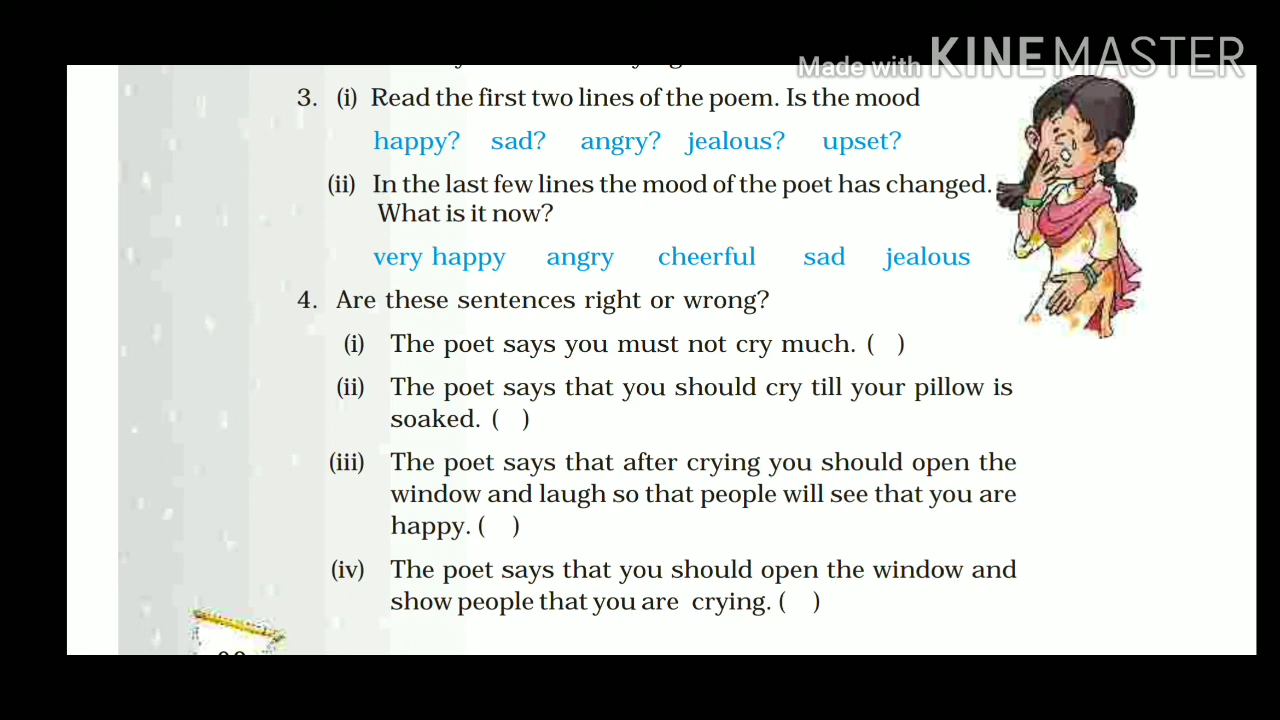 Made with KINEMASTER
3. (i) Read the first two lines of the poem. Is the mood
happy? sad? angry? jealous? upset?
(ii) In the last few lines the mood of the poet has changed.
What is it now?
very happy angry cheerful sad jealous
4. Are these sentences right or wrong?
(i) The poet says you must not cry much. ( )
(ii) The poet says that you should cry till your pillow is
soaked. ( )
(iii) The poet says that after crying you should open the
window and laugh so that people will see that you are
happy. ( )
(iv) The poet says that you should open the window and
show people that you are crying. ( )